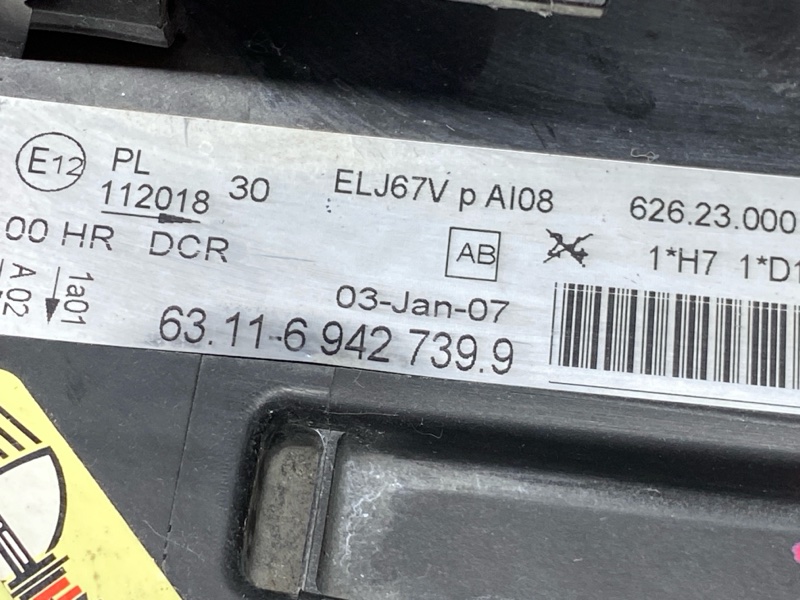 E12 PL 30 ELJ67V p AI08 626.23.000
112018
00 HR DCR AB 1*H7 1*D1
1a01
A 02
03-Jan-07
63.11-6 942 739.9